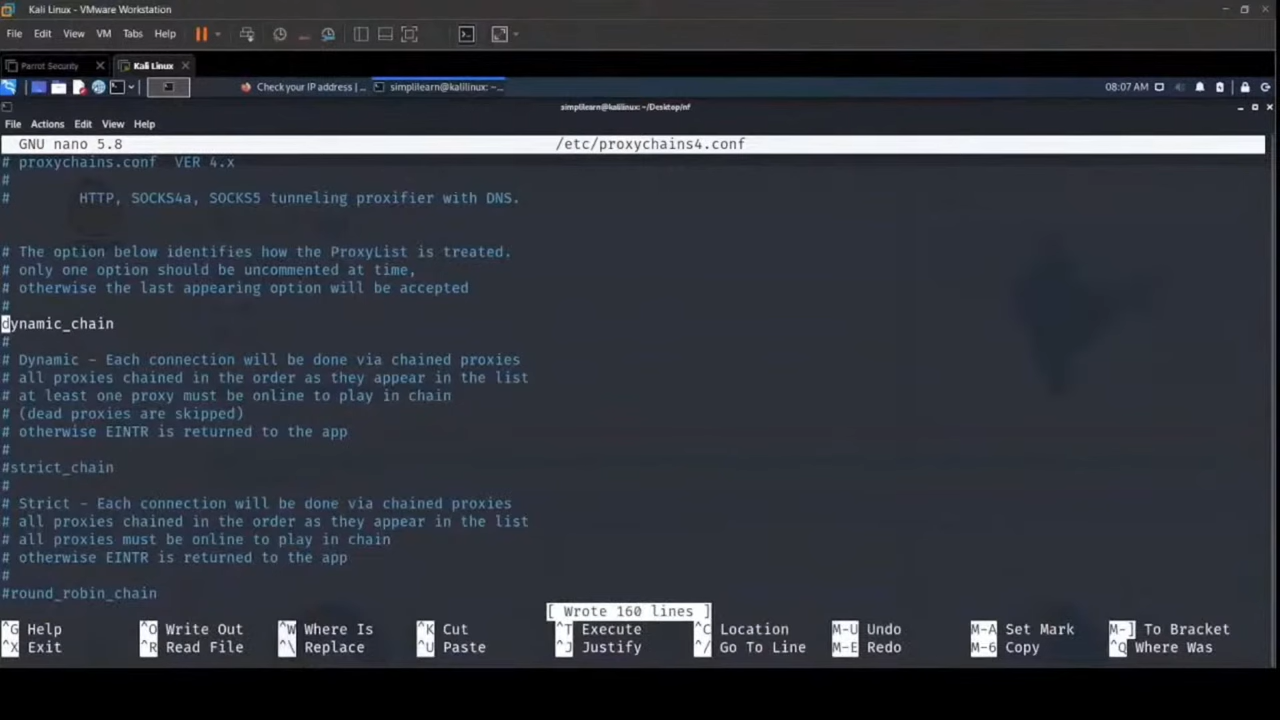 Kali Linux - VMware Workstation
File Edit View VM Tabs Help
Parrot Security Kali Linux
Check your IP address | ... simplilearn@kalilinux: ~... 08:07 AM
simplilearn@kalilinux: ~/Desktop/nf
File Actions Edit View Help
GNU nano 5.8 /etc/proxychains4.conf
# proxychains.conf VER 4.x
#
# HTTP, SOCKS4a, SOCKS5 tunneling proxifier with DNS.
# The option below identifies how the ProxyList is treated.
# only one option should be uncommented at time,
# otherwise the last appearing option will be accepted
#
dynamic_chain
#
# Dynamic - Each connection will be done via chained proxies
# all proxies chained in the order as they appear in the list
# at least one proxy must be online to play in chain
# (dead proxies are skipped)
# otherwise EINTR is returned to the app
#
#strict_chain
#
# Strict - Each connection will be done via chained proxies
# all proxies chained in the order as they appear in the list
# all proxies must be online to play in chain
# otherwise EINTR is returned to the app
#
#round_robin_chain
[ Wrote 160 lines ]
^G Help ^O Write Out ^W Where Is ^K Cut ^T Execute ^C Location M-U Undo M-A Set Mark M-] To Bracket
^X Exit ^R Read File ^\ Replace ^U Paste ^J Justify ^/ Go To Line M-E Redo M-6 Copy ^Q Where Was